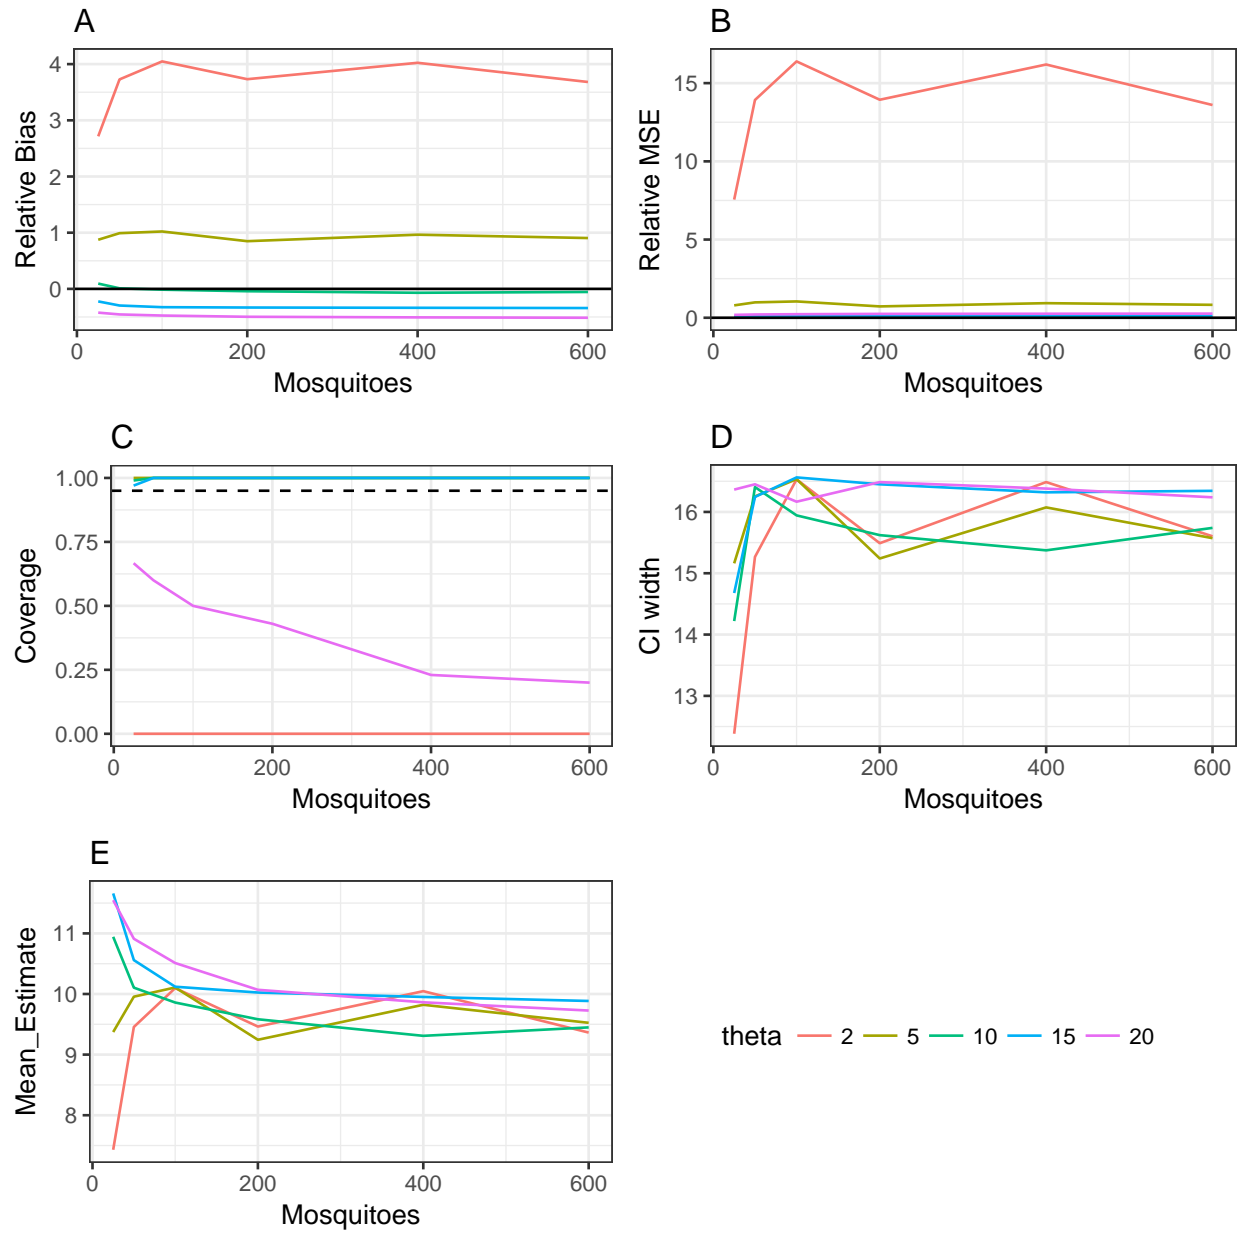 A
Relative Bias
4
3
2
1
0
0 200 400 600
Mosquitoes
B
Relative MSE
15
10
5
0
0 200 400 600
Mosquitoes
C
Coverage
1.00
0.75
0.50
0.25
0.00
0 200 400 600
Mosquitoes
D
CI width
16
15
14
13
0 200 400 600
Mosquitoes
E
Mean_Estimate
11
10
9
8
0 200 400 600
Mosquitoes
theta 2 5 10 15 20